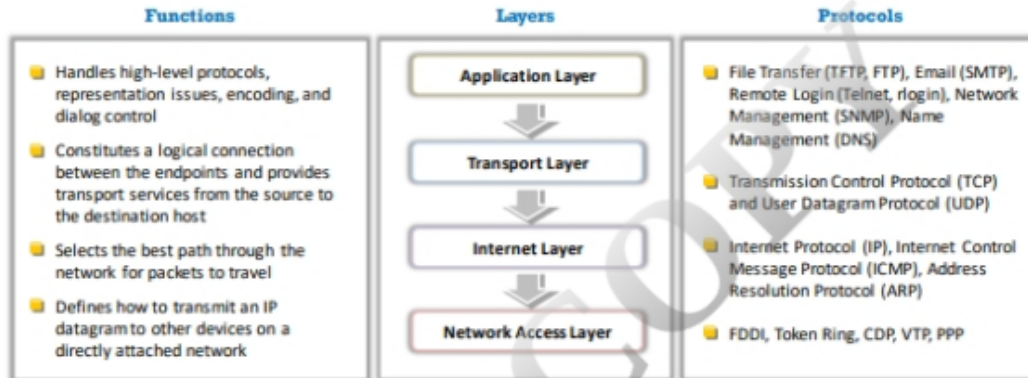 Functions
Handles high-level protocols,
representation issues, encoding, and
dialog control
Constitutes a logical connection
between the endpoints and provides
transport services from the source to
the destination host
Selects the best path through the
network for packets to travel
Defines how to transmit an IP
datagram to other devices on a
directly attached network
Layers
Application Layer
Transport Layer
Internet Layer
Network Access Layer
Protocols
File Transfer (TFTP, FTP), Email (SMTP),
Remote Login (Telnet, rlogin), Network
Management (SNMP), Name
Management (DNS)
Transmission Control Protocol (TCP)
and User Datagram Protocol (UDP)
Internet Protocol (IP), Internet Control
Message Protocol (ICMP), Address
Resolution Protocol (ARP)
FDDI, Token Ring, CDP, VTP, PPP
COPY